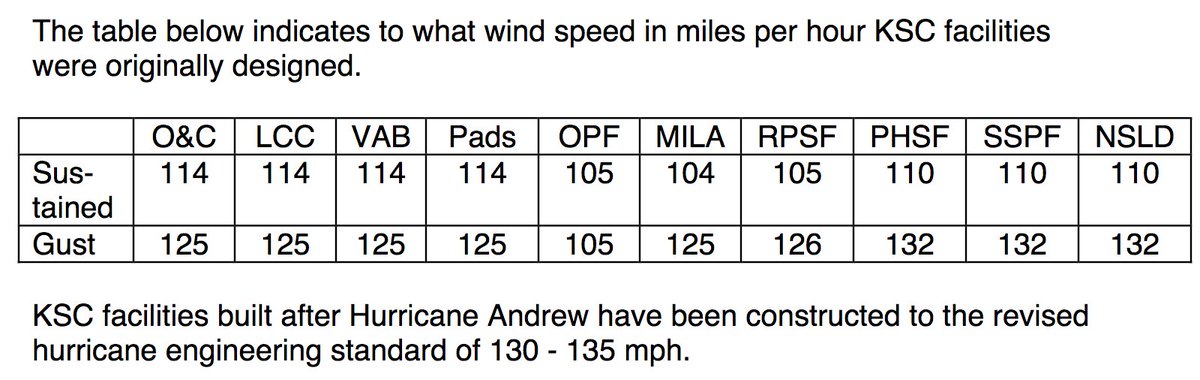 The table below indicates to what wind speed in miles per hour KSC facilities
were originally designed.
O&C LCC VAB Pads OPF MILA RPSF PHSF SSPF NSLD
Sus- 114 114 114 114 105 104 105 110 110 110
tained
Gust 125 125 125 125 105 125 126 132 132 132
KSC facilities built after Hurricane Andrew have been constructed to the revised
hurricane engineering standard of 130 - 135 mph.